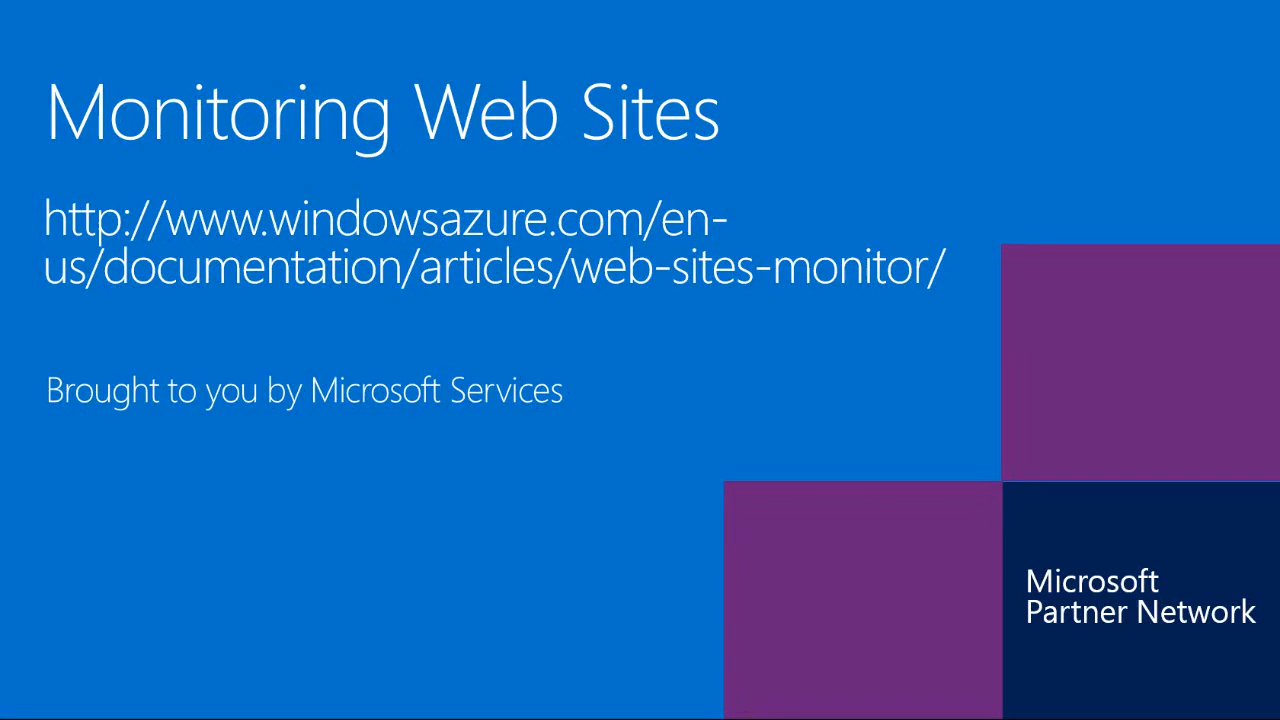 Monitoring Web Sites
http://www.windowsazure.com/en-
us/documentation/articles/web-sites-monitor/
Brought to you by Microsoft Services
Microsoft
Partner Network